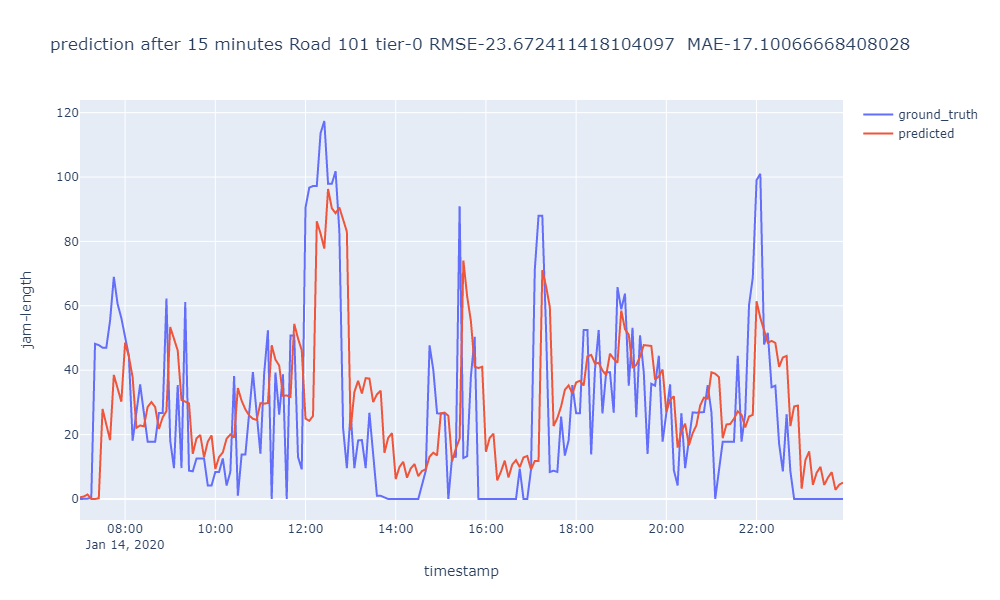 prediction after 15 minutes Road 101 tier-0 RMSE-23.672411418104097  MAE-17.10066668408028
ground_truth
predicted
jam-length
120
100
80
60
40
20
0
08:00 10:00 12:00 14:00 16:00 18:00 20:00 22:00
Jan 14, 2020
timestamp